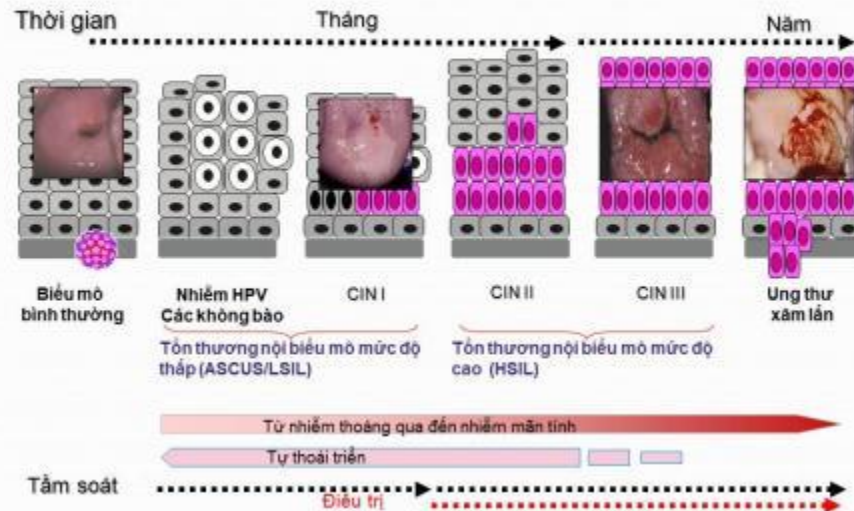 Thời gian
Tháng
Năm
Biểu mô
bình thường
Nhiễm HPV
Các không bào
CIN I
CIN II
CIN III
Ung thư
xâm lấn
Tổn thương nội biểu mô mức độ
thấp (ASCUS/LSIL)
Tổn thương nội biểu mô mức độ
cao (HSIL)
Từ nhiễm thoáng qua đến nhiễm mãn tính
Tự thoái triển
Tầm soát
Điều trị